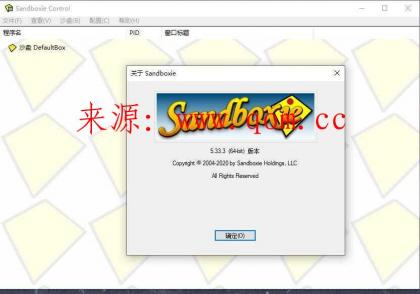 Sandboxie Control
文件(F) 查看(V) 沙盘(B) 配置(C) 帮助(H)
程序名 PID 窗口标题
沙盘 DefaultBox
关于 Sandboxie
Sandboxie
来源:
.cc
5.33.3 (64-bit) 版本
Copyright © 2004-2020 by Sandboxie Holdings, LLC
All Rights Reserved
确定(O)